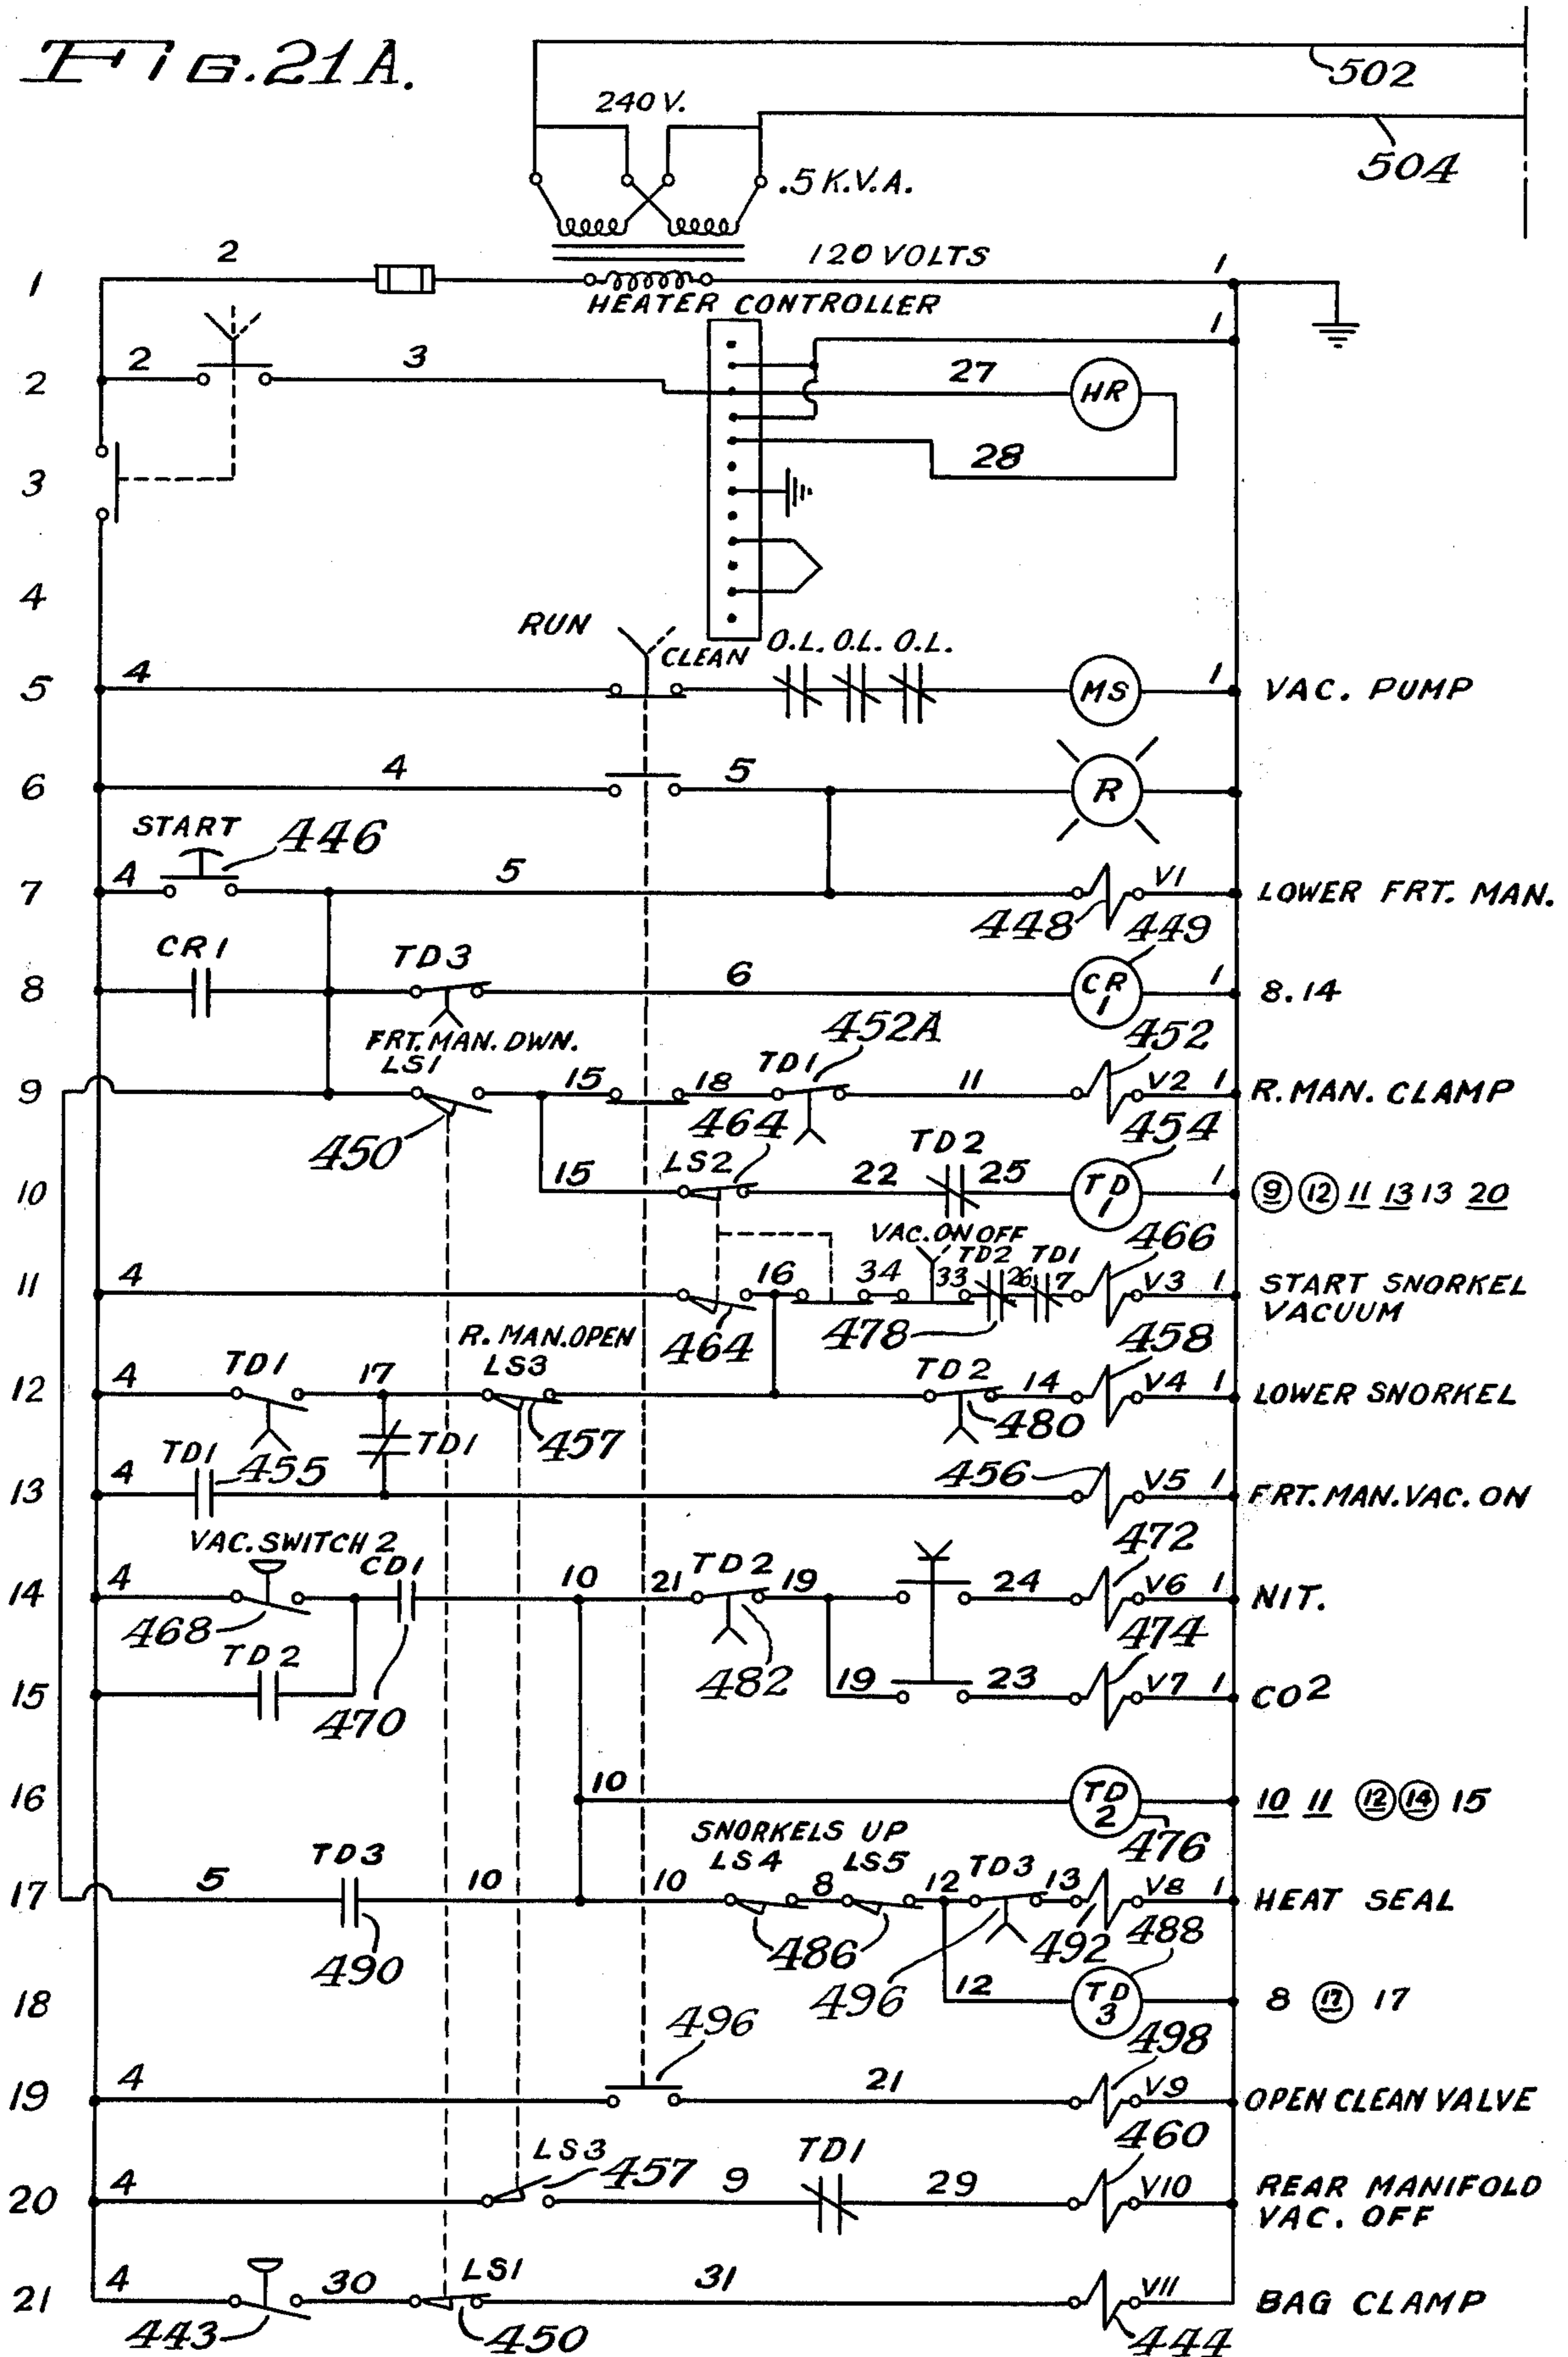 FIG. 21A.
502
240 V.
504
.5 K.V.A.
2 120 VOLTS 1
1
HEATER CONTROLLER
1
2 2 3 27 HR
28
3
4
RUN CLEAN O.L. O.L. O.L.
5 4 MS 1 VAC. PUMP
6 4 5 R
START 446
7 4 5 448 V1 LOWER FRT. MAN.
449
CR1 TD3
8 6 CR 1 1 8.14
FRT. MAN. DWN. 452A 452
LS1 TD1
9 15 18 11 V2 1 R. MAN. CLAMP
450 464 454
LS2 TD2
10 15 22 25 TD 1 1 9 12 11 13 13 20
VAC. ON OFF 466
TD2 TD1
11 4 16 34 33 26 7 V3 1 START SNORKEL
VACUUM
464 478 458
R. MAN. OPEN
TD1 LS3 TD2
12 4 17 14 V4 1 LOWER SNORKEL
457 480
TD1 455 TD1 456
13 4 V5 1 FRT. MAN. VAC. ON
VAC. SWITCH 2 472
CD1 TD2
14 4 10 21 19 24 V6 1 NIT.
468 482 474
TD2
15 470 19 23 V7 1 CO2
16 10 TD 2 10 11 12 14 15
476
SNORKELS UP
TD3 LS4 LS5 TD3
17 5 10 10 8 12 13 V8 1 HEAT SEAL
490 486 496 492 488
18 12 TD 3 8 17 17
496 498
19 4 21 V9 OPEN CLEAN VALVE
460
LS3 457 TD1
20 4 9 29 V10 REAR MANIFOLD
VAC. OFF
LS1
21 4 30 31 V11 BAG CLAMP
443 450 444